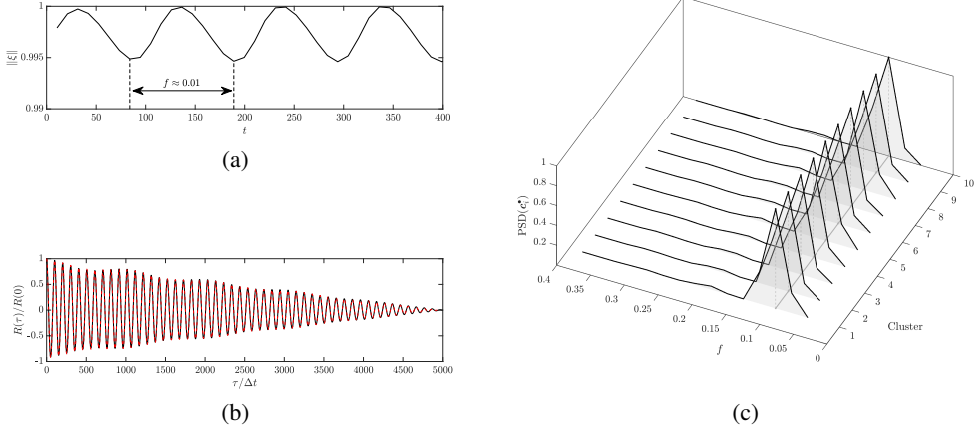 1
0.995
0.99
||ξ||
f ≈ 0.01
0 50 100 150 200 250 300 350 400
t
(a)
1
0.5
0
-0.5
-1
R(τ)/R(0)
0 500 1000 1500 2000 2500 3000 3500 4000 4500 5000
τ/Δt
(b)
1
0.8
0.6
0.4
0.2
PSD(c_i^•)
0.4 0.35 0.3 0.25 0.2 0.15 0.1 0.05 0
f
1 2 3 4 5 6 7 8 9 10
Cluster
(c)